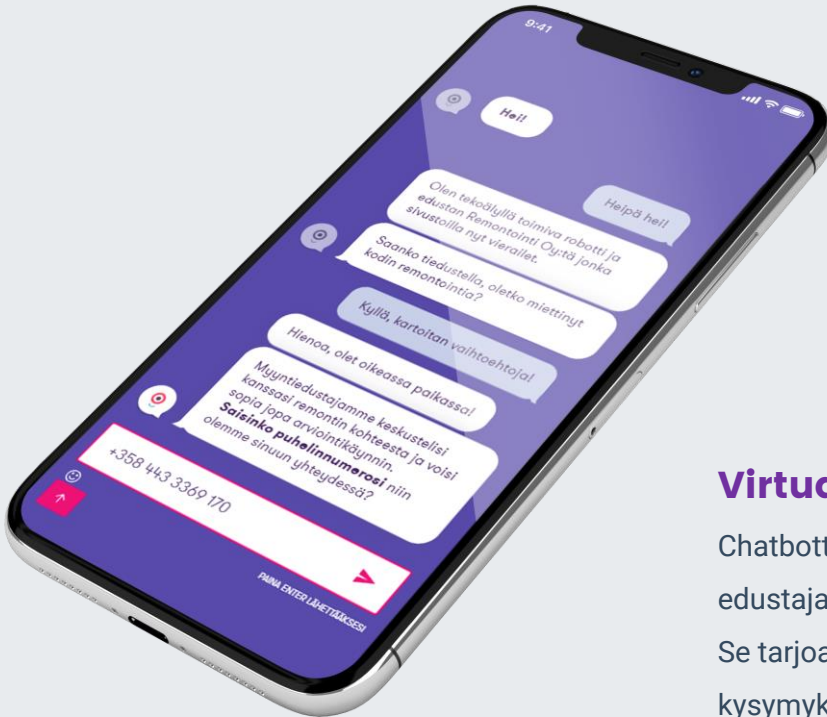 9:41
Hei!
Heipä hei!
Olen tekoälyllä toimiva robotti ja
edustan Remontointi Oy:tä jonka
sivustoilla nyt vierailet.
Saanko tiedustella, oletko miettinyt
kodin remontointia?
Kyllä, kartoitan vaihtoehtoja!
Hienoa, olet oikeassa paikassa!
Myyntiedustajamme keskustelisi
kanssasi remontin kohteesta ja voisi
sopia jopa arviointikäynnin.
Saisinko puhelinnumerosi niin
olemme sinuun yhteydessä?
+358 443 3369 170
PAINA ENTER LÄHETTÄÄKSESI
Chatbott
edustaja
Se tarjoa
kysymyk